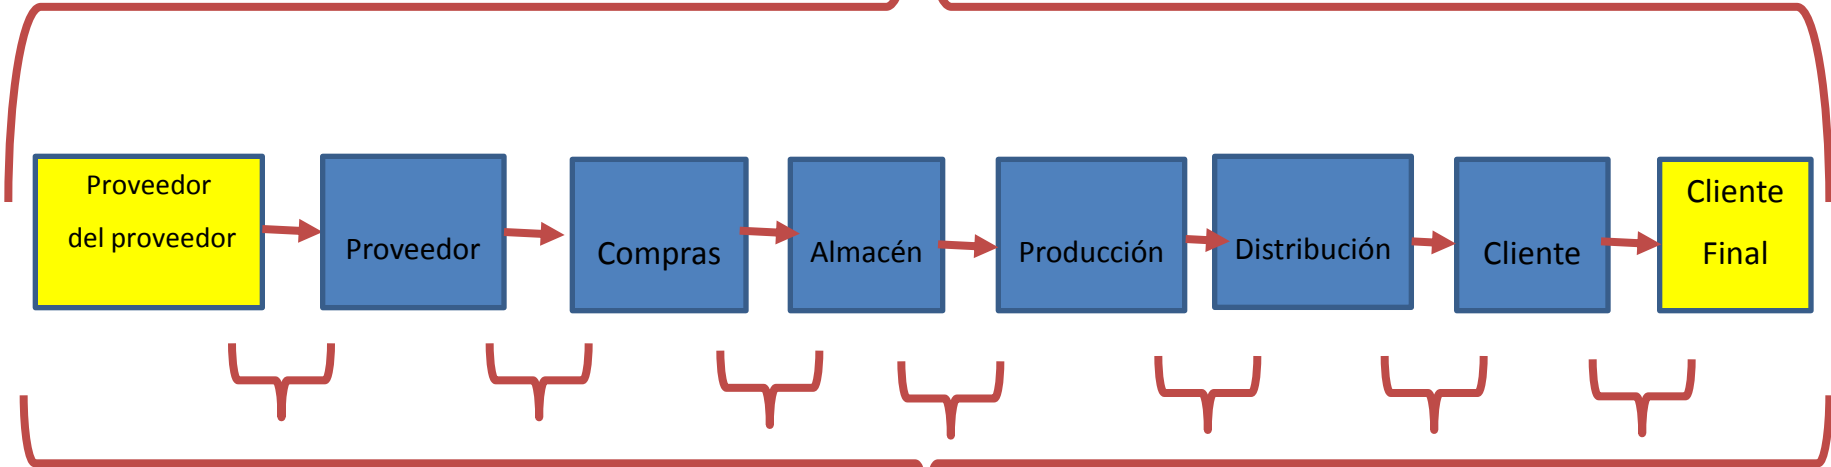 Proveedor
del proveedor
Proveedor
Compras
Almacén
Producción
Distribución
Cliente
Cliente
Final